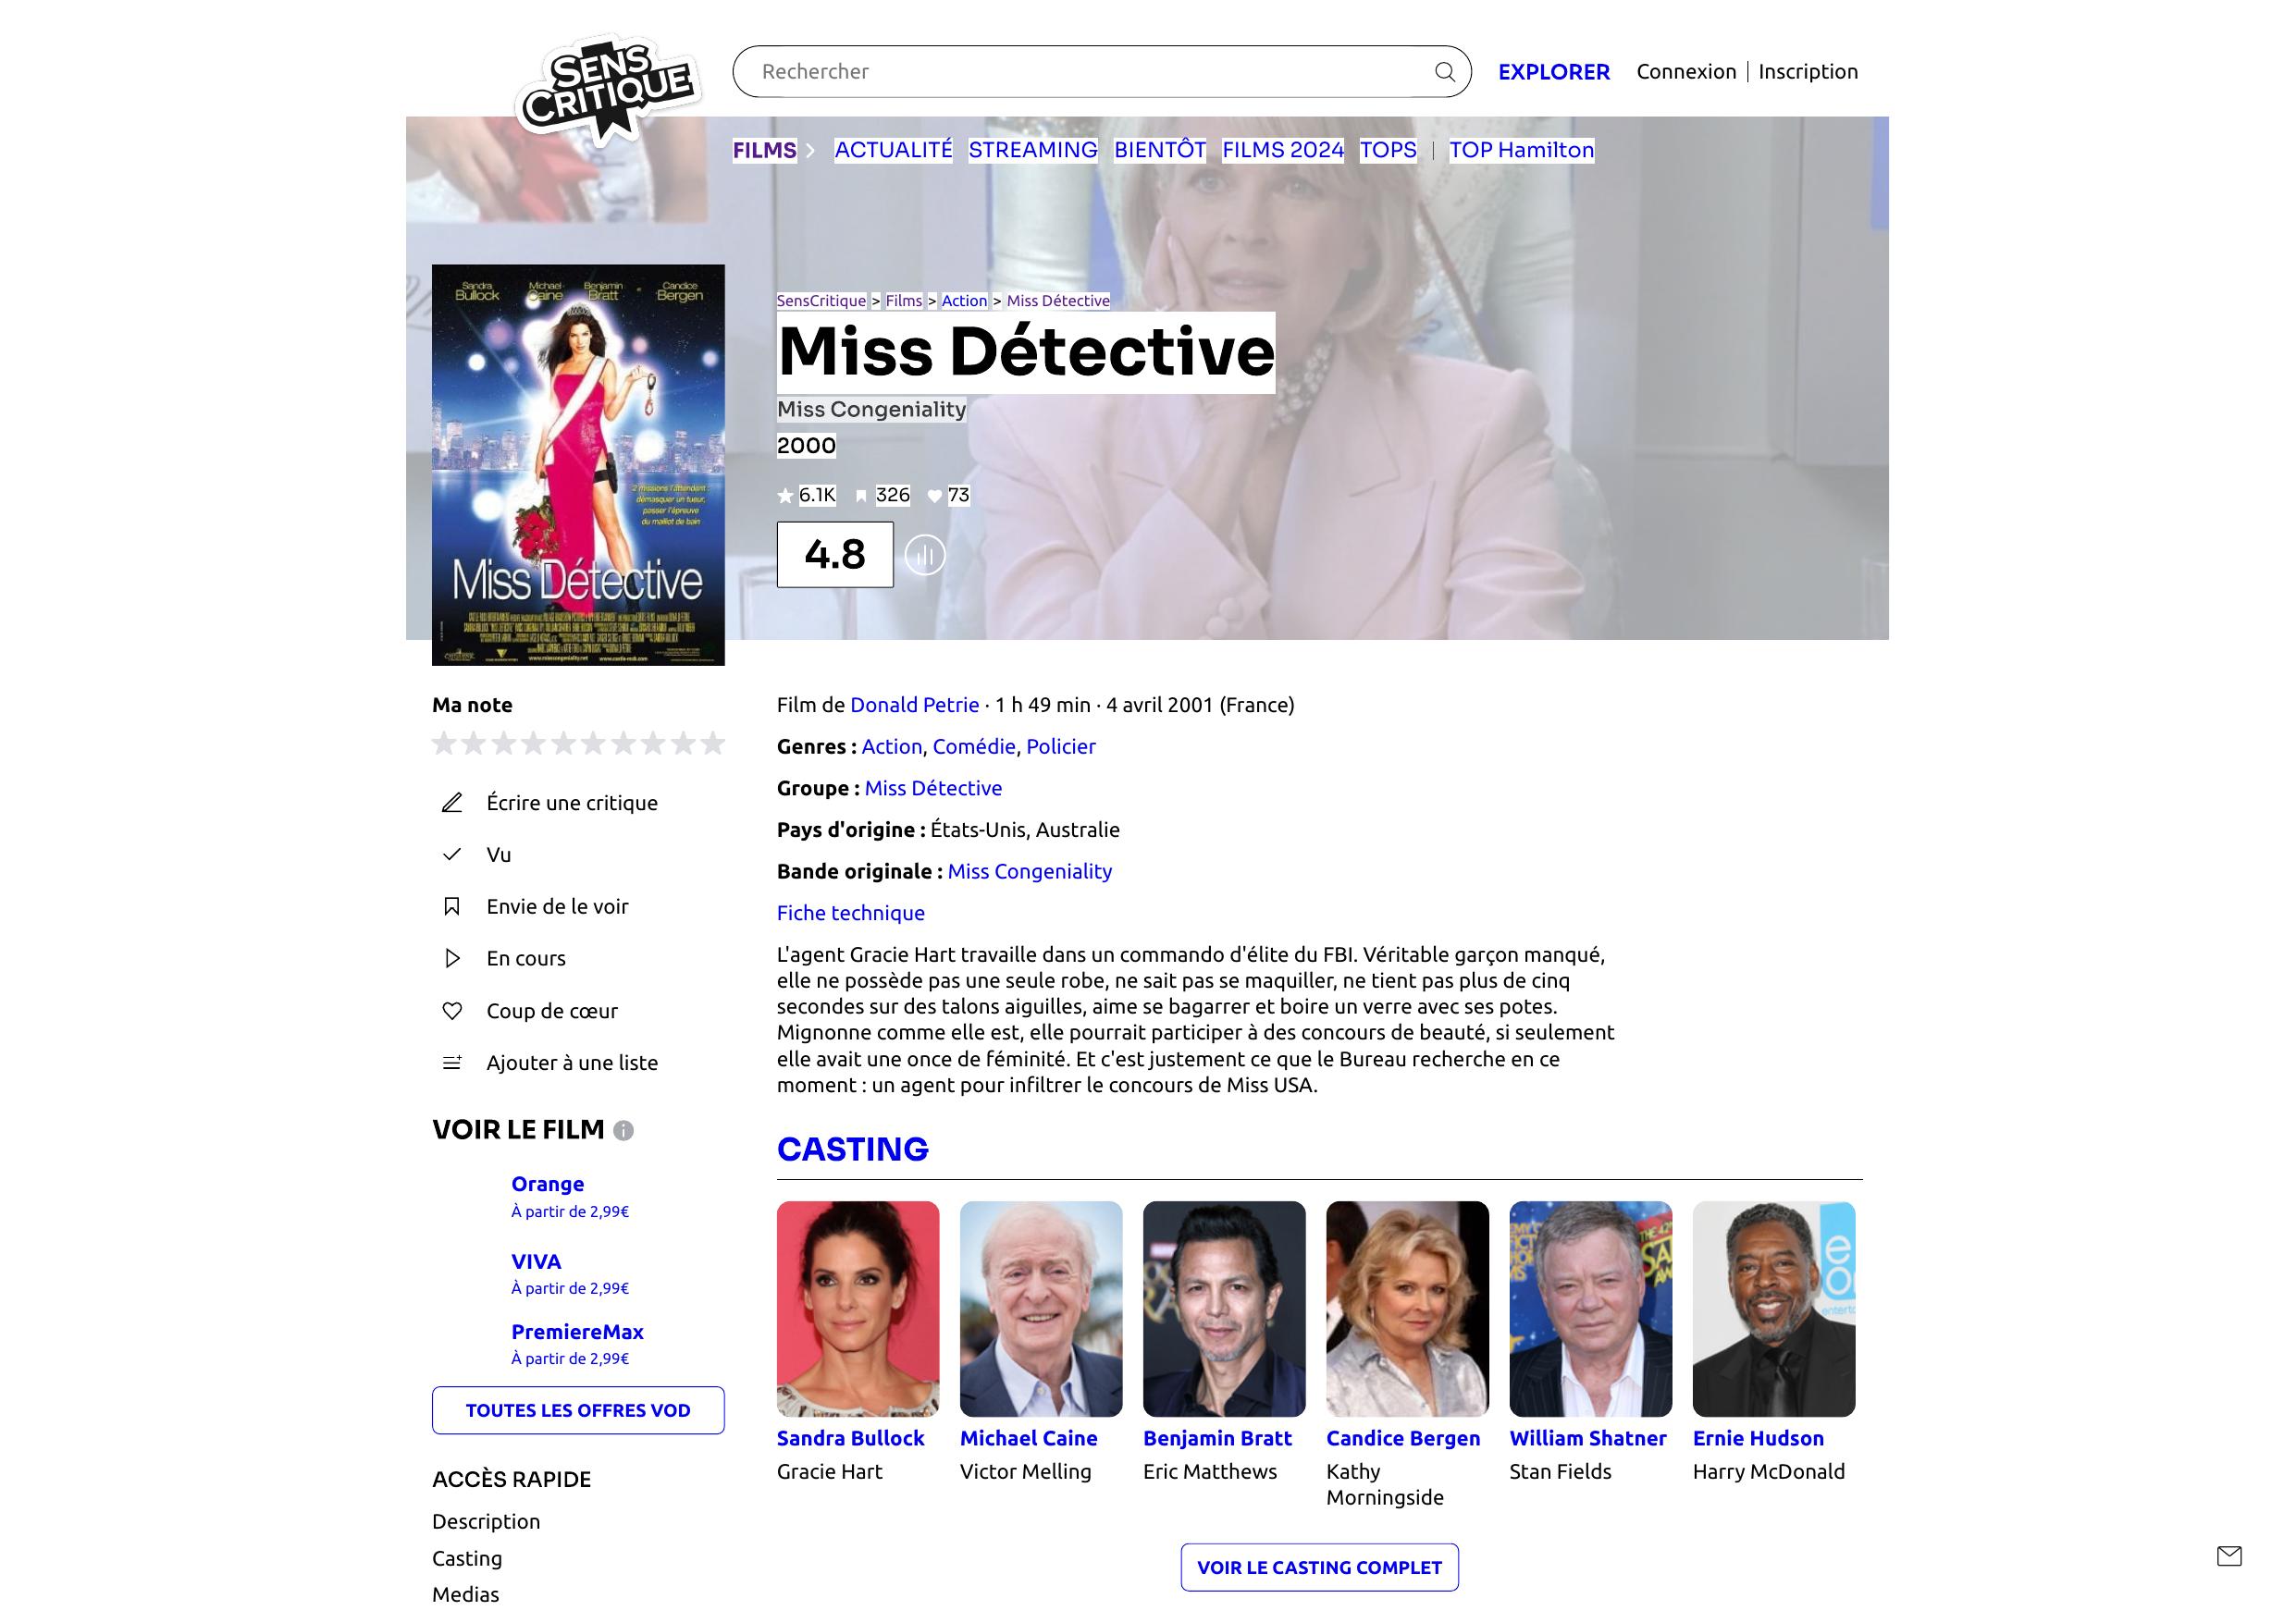 SENS
CRITIQUE
Rechercher
EXPLORER
Connexion | Inscription
FILMS
ACTUALITÉ STREAMING BIENTÔT FILMS 2024 TOPS | TOP Hamilton
Sandra Bullock
Michael Caine
Benjamin Bratt
Candice Bergen
2 missions l'attendent :
démasquer un tueur,
passer l'épreuve
du maillot de bain
Miss Détective
SensCritique > Films > Action > Miss Détective
Miss Détective
Miss Congeniality
2000
6.1K 326 73
4.8
Ma note
Écrire une critique
Vu
Envie de le voir
En cours
Coup de cœur
Ajouter à une liste
VOIR LE FILM
Orange
À partir de 2,99€
VIVA
À partir de 2,99€
PremiereMax
À partir de 2,99€
TOUTES LES OFFRES VOD
ACCÈS RAPIDE
Description
Casting
Medias
Film de Donald Petrie · 1 h 49 min · 4 avril 2001 (France)
Genres : Action, Comédie, Policier
Groupe : Miss Détective
Pays d'origine : États-Unis, Australie
Bande originale : Miss Congeniality
Fiche technique
L'agent Gracie Hart travaille dans un commando d'élite du FBI. Véritable garçon manqué,
elle ne possède pas une seule robe, ne sait pas se maquiller, ne tient pas plus de cinq
secondes sur des talons aiguilles, aime se bagarrer et boire un verre avec ses potes.
Mignonne comme elle est, elle pourrait participer à des concours de beauté, si seulement
elle avait une once de féminité. Et c'est justement ce que le Bureau recherche en ce
moment : un agent pour infiltrer le concours de Miss USA.
CASTING
Sandra Bullock
Gracie Hart
Michael Caine
Victor Melling
Benjamin Bratt
Eric Matthews
Candice Bergen
Kathy
Morningside
William Shatner
Stan Fields
Ernie Hudson
Harry McDonald
VOIR LE CASTING COMPLET